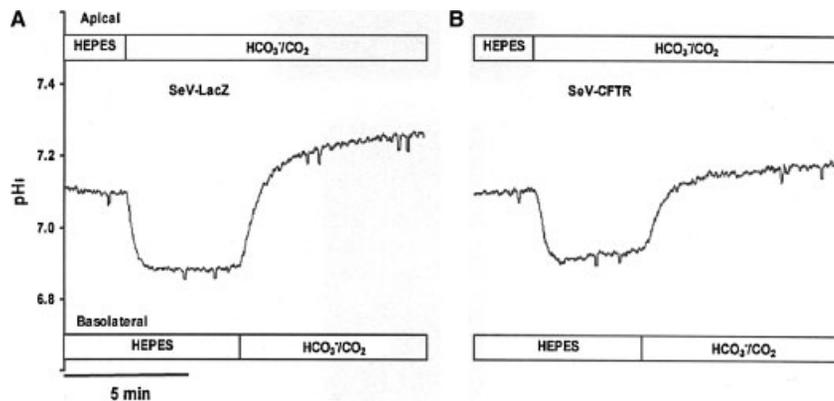 A
Apical
HEPES
HCO3-/CO2
SeV-LacZ
7.4
7.2
7.0
6.8
pHi
Basolateral
HEPES
HCO3-/CO2
5 min
B
HEPES
HCO3-/CO2
SeV-CFTR
HEPES
HCO3-/CO2